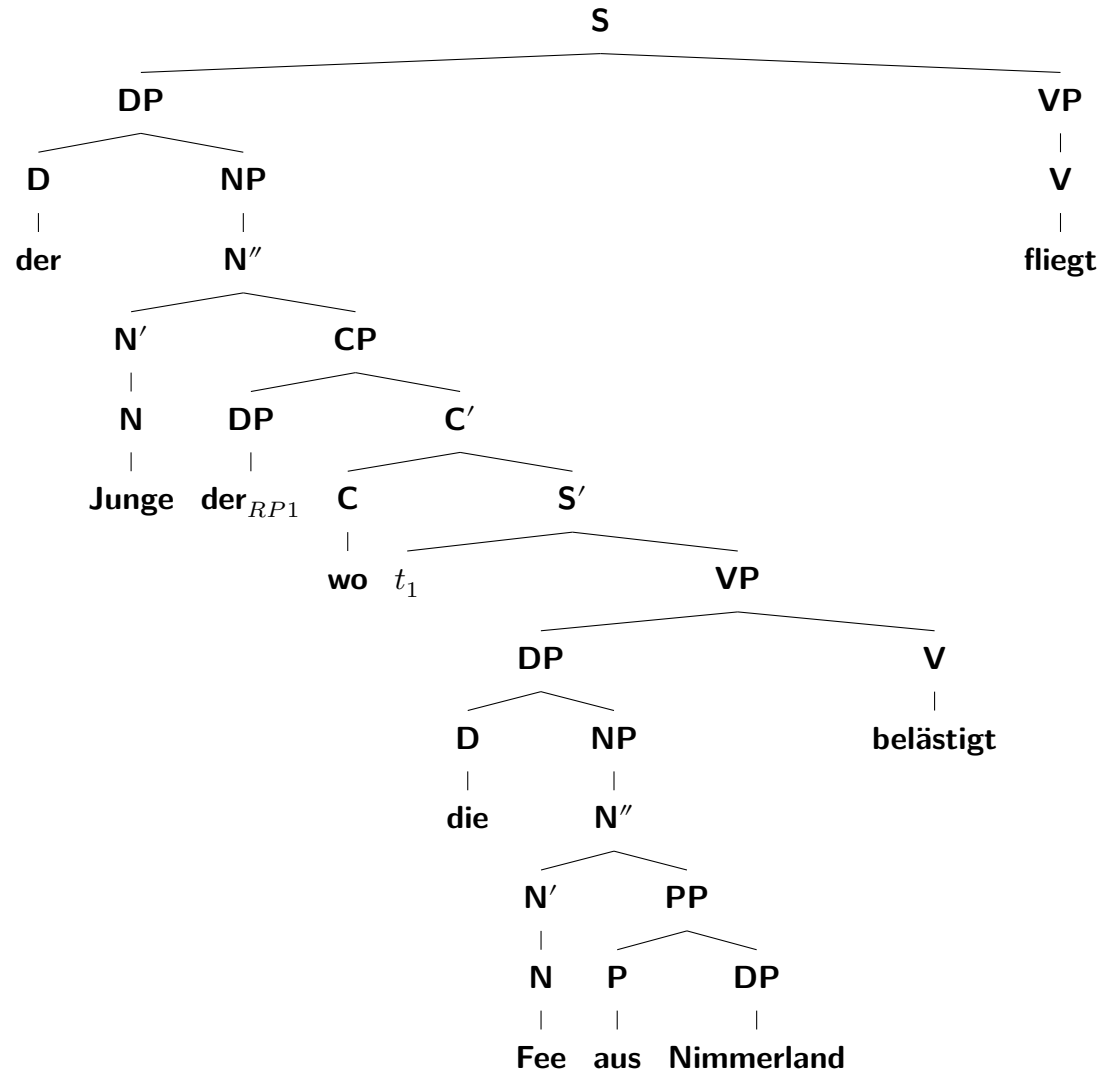 S
DP VP
D NP V
der N″ fliegt
N′ CP
N DP C′
Junge der_RP1 C S′
wo t_1 VP
DP V
D NP belästigt
die N″
N′ PP
N P DP
Fee aus Nimmerland